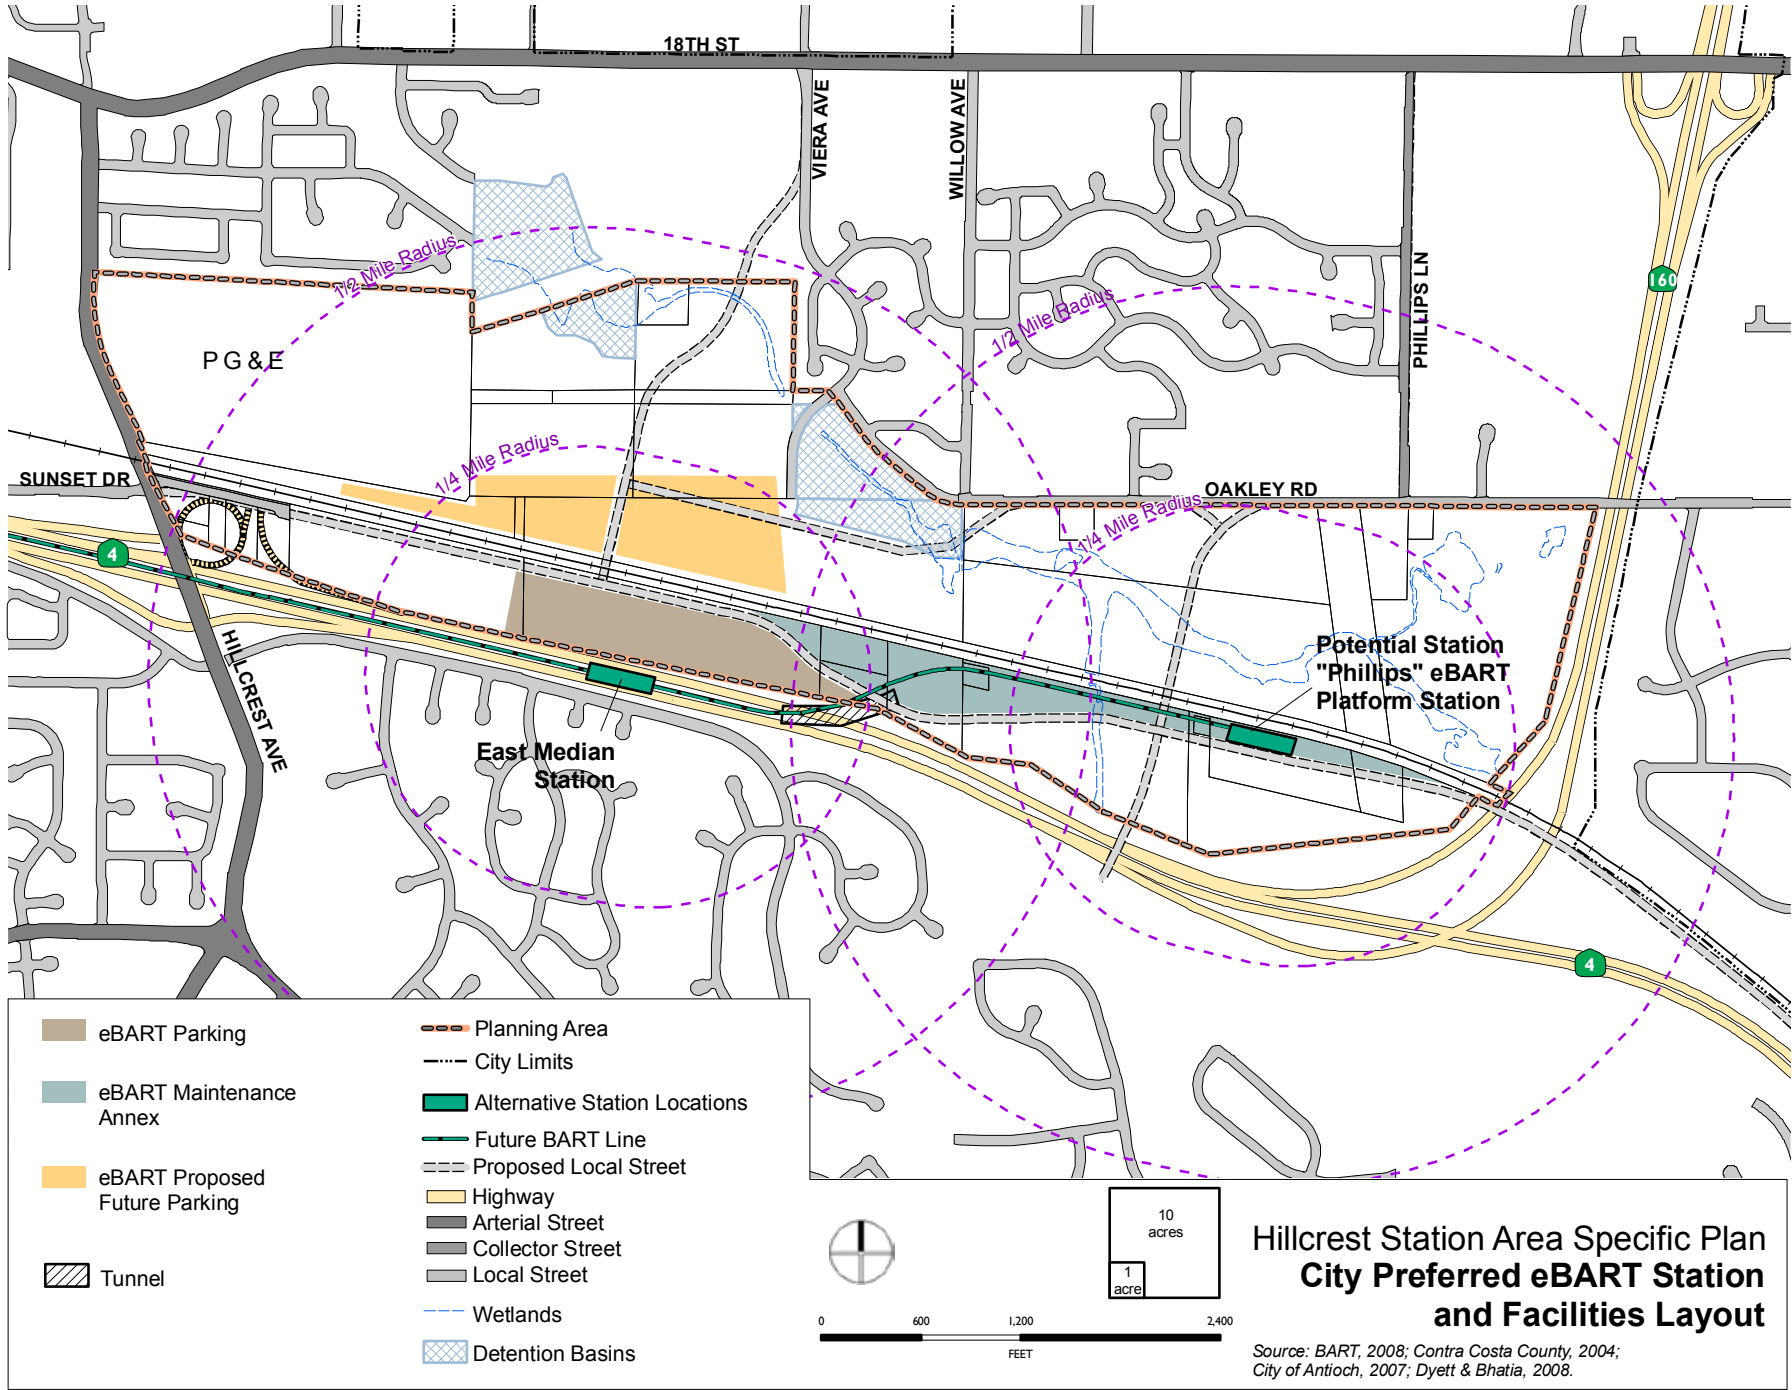 18TH ST
VIERA AVE
WILLOW AVE
PHILLIPS LN
160
1/2 Mile Radius
1/2 Mile Radius
PG&E
1/4 Mile Radius
SUNSET DR
OAKLEY RD
1/4 Mile Radius
4
HILLCREST AVE
Potential Station
"Phillips" eBART
Platform Station
East Median
Station
4
eBART Parking
eBART Maintenance
Annex
eBART Proposed
Future Parking
Tunnel
Planning Area
City Limits
Alternative Station Locations
Future BART Line
Proposed Local Street
Highway
Arterial Street
Collector Street
Local Street
Wetlands
Detention Basins
10
acres
1
acre
0 600 1,200 2,400
FEET
Hillcrest Station Area Specific Plan
City Preferred eBART Station
and Facilities Layout
Source: BART, 2008; Contra Costa County, 2004;
City of Antioch, 2007; Dyett & Bhatia, 2008.